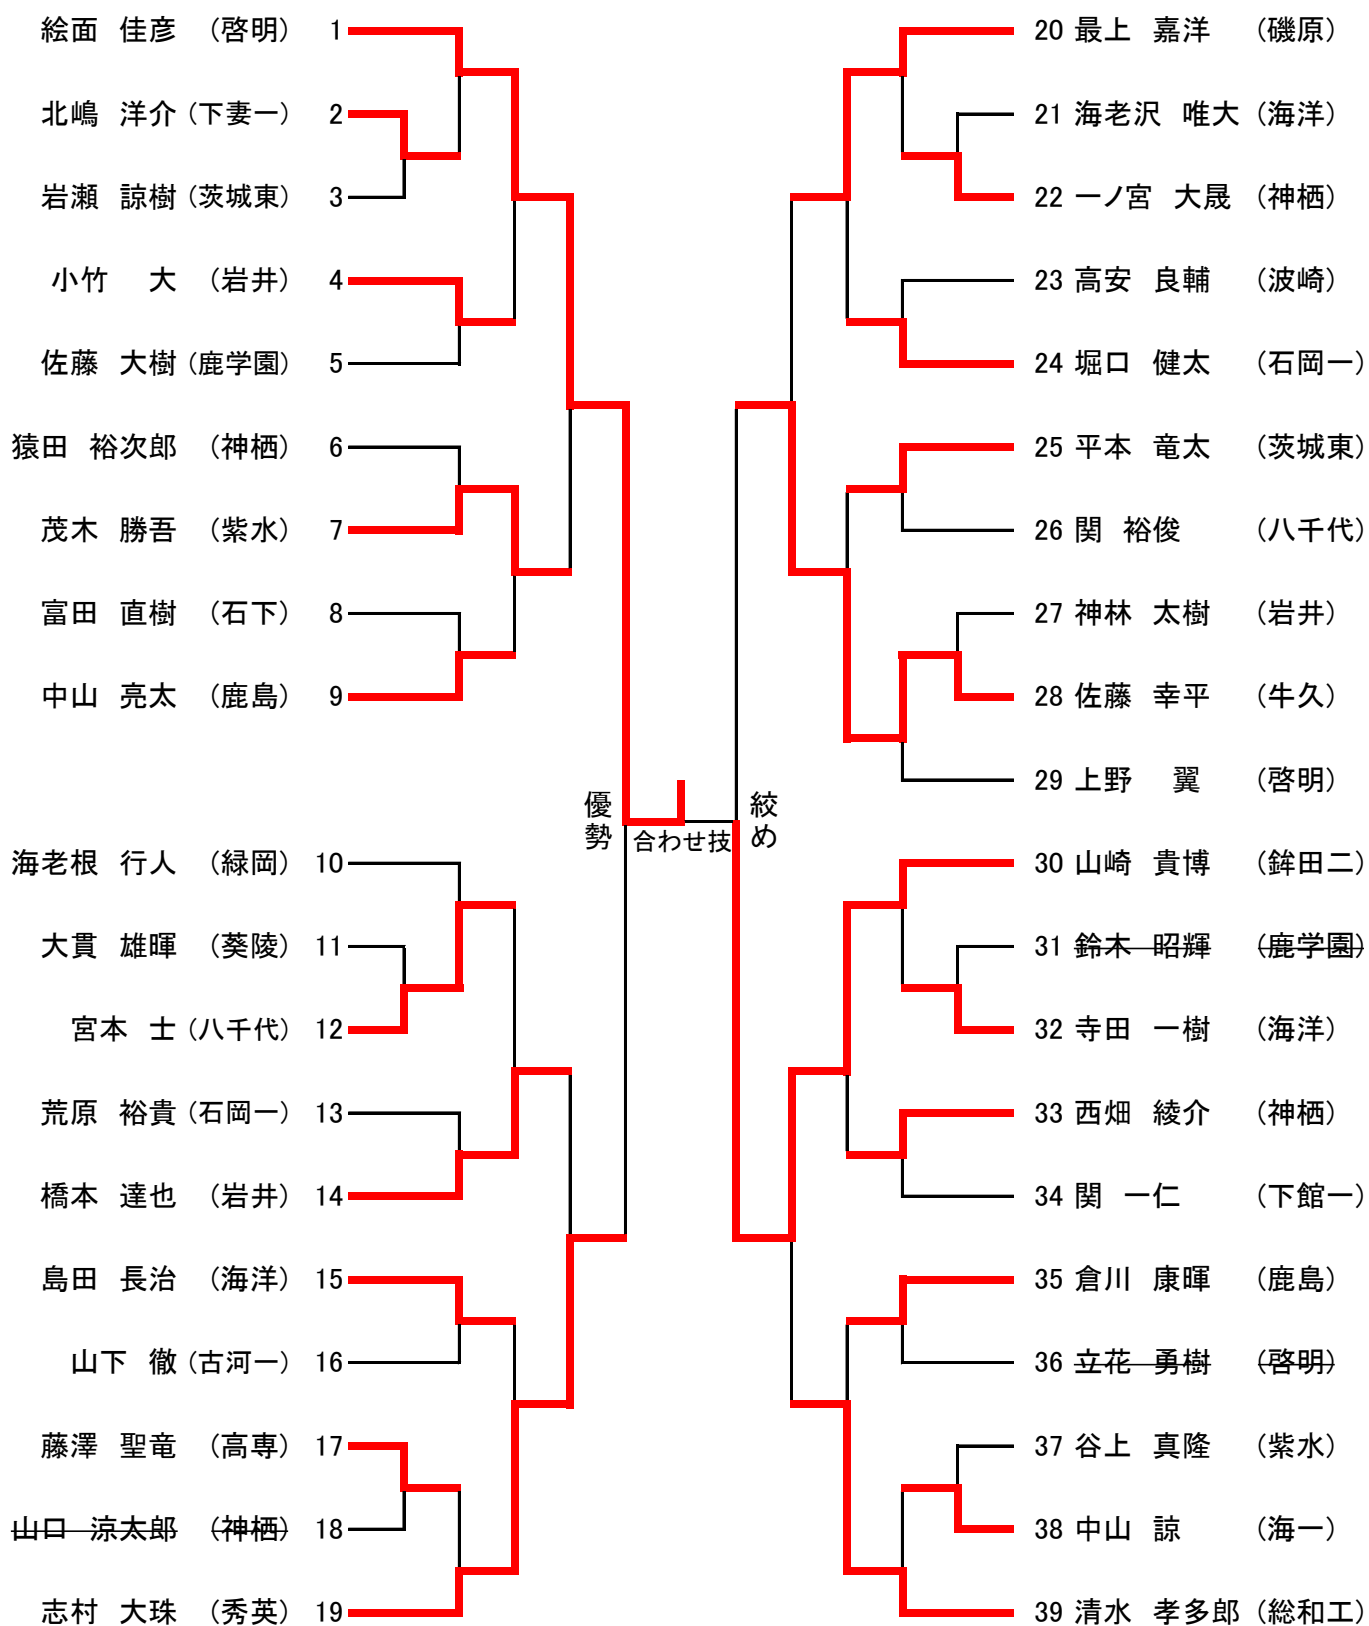 絵面 佳彦 （啓明） 1
北嶋 洋介（下妻一） 2
岩瀬 諒樹（茨城東） 3
小竹 大 （岩井） 4
佐藤 大樹（鹿学園） 5
猿田 裕次郎 （神栖） 6
茂木 勝吾 （紫水） 7
富田 直樹 （石下） 8
中山 亮太 （鹿島） 9
海老根 行人 （緑岡） 10
大貫 雄暉 （葵陵） 11
宮本 士（八千代） 12
荒原 裕貴（石岡一） 13
橋本 達也 （岩井） 14
島田 長治 （海洋） 15
山下 徹（古河一） 16
藤澤 聖竜 （高専） 17
山口 涼太郎 （神栖） 18
志村 大珠 （秀英） 19
優勢
合わせ技
絞め
20 最上 嘉洋 （磯原）
21 海老沢 唯大（海洋）
22 一ノ宮 大晟 （神栖）
23 高安 良輔 （波崎）
24 堀口 健太 （石岡一）
25 平本 竜太 （茨城東）
26 関 裕俊 （八千代）
27 神林 太樹 （岩井）
28 佐藤 幸平 （牛久）
29 上野 翼 （啓明）
30 山崎 貴博 （鉾田二）
31 鈴木 昭輝 （鹿学園）
32 寺田 一樹 （海洋）
33 西畑 綾介 （神栖）
34 関 一仁 （下館一）
35 倉川 康暉 （鹿島）
36 立花 勇樹 （啓明）
37 谷上 真隆 （紫水）
38 中山 諒 （海一）
39 清水 孝多郎（総和工）